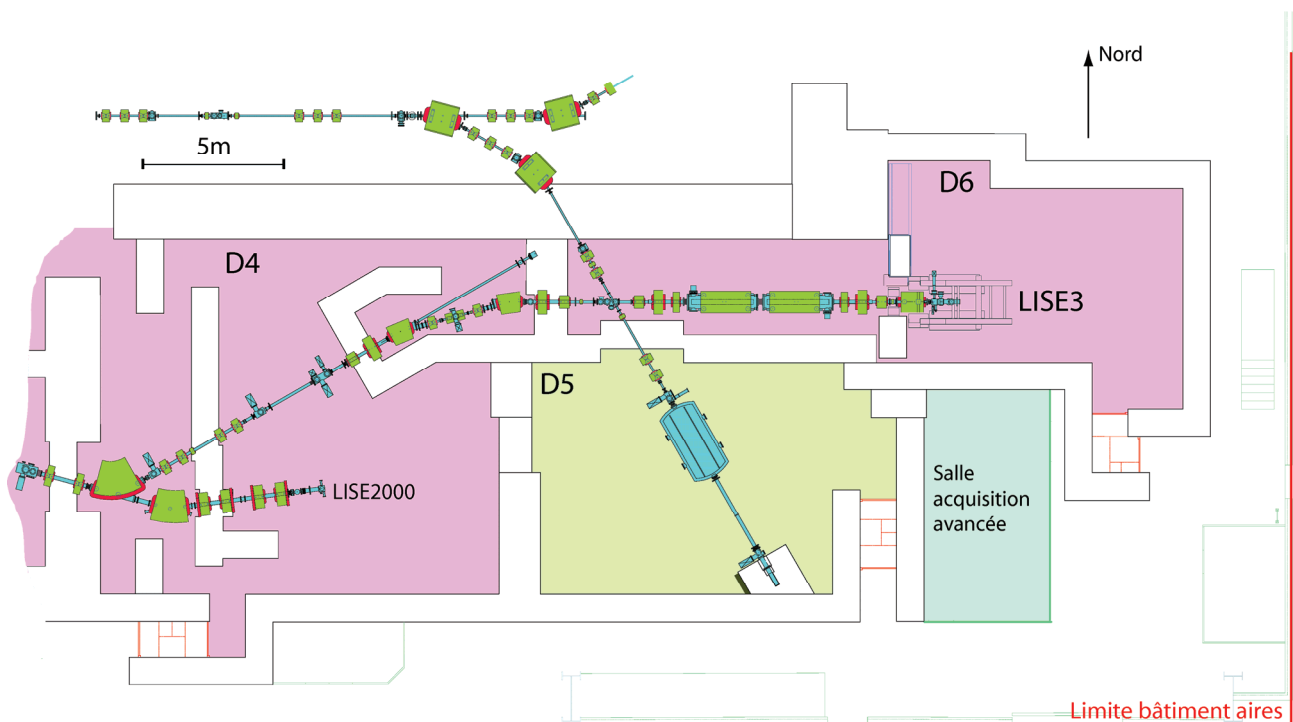 Nord
5m
D6
D4
LISE3
D5
LISE2000
Salle
acquisition
avancée
Limite bâtiment aires